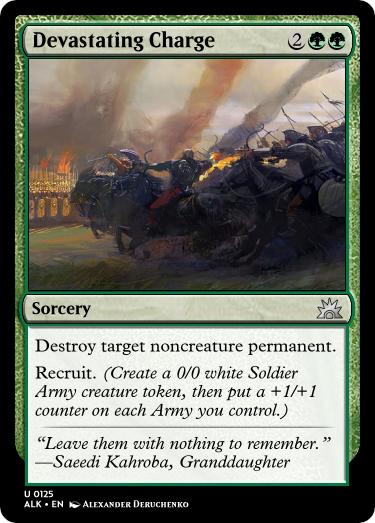 Devastating Charge 2
Sorcery
Destroy target noncreature permanent.
Recruit. (Create a 0/0 white Soldier
Army creature token, then put a +1/+1
counter on each Army you control.)
“Leave them with nothing to remember.”
—Saeedi Kahroba, Granddaughter
U 0125
ALK • EN Alexander Deruchenko